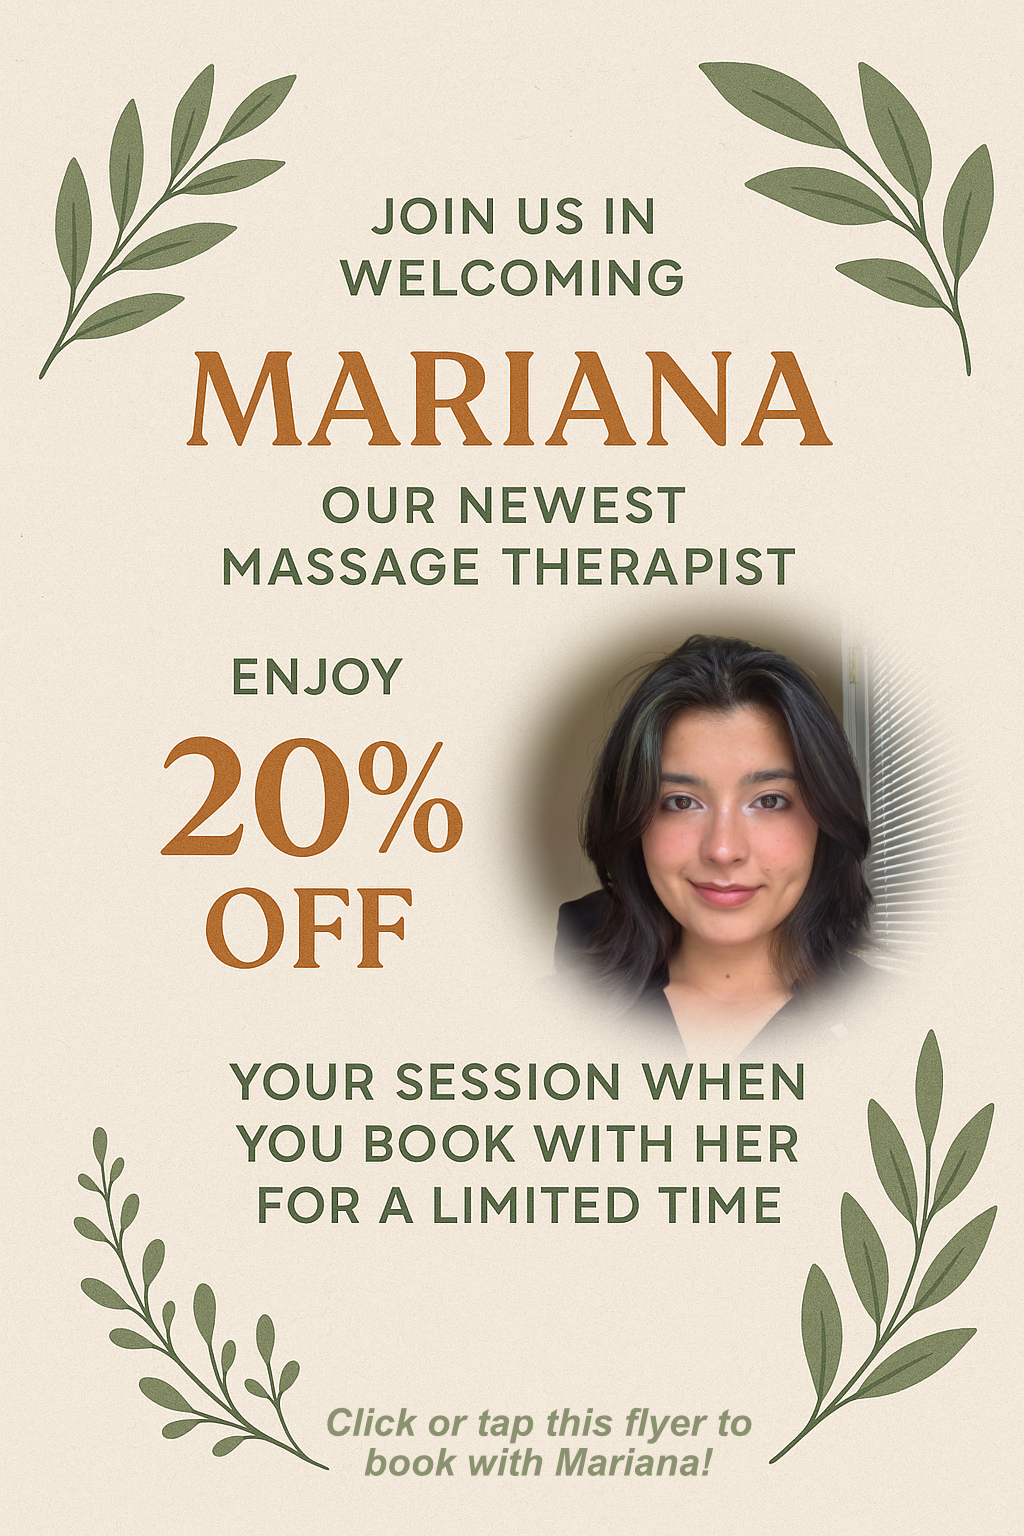 JOIN US IN
WELCOMING
MARIANA
OUR NEWEST
MASSAGE THERAPIST
ENJOY
20%
OFF
YOUR SESSION WHEN
YOU BOOK WITH HER
FOR A LIMITED TIME
Click or tap this flyer to
book with Mariana!